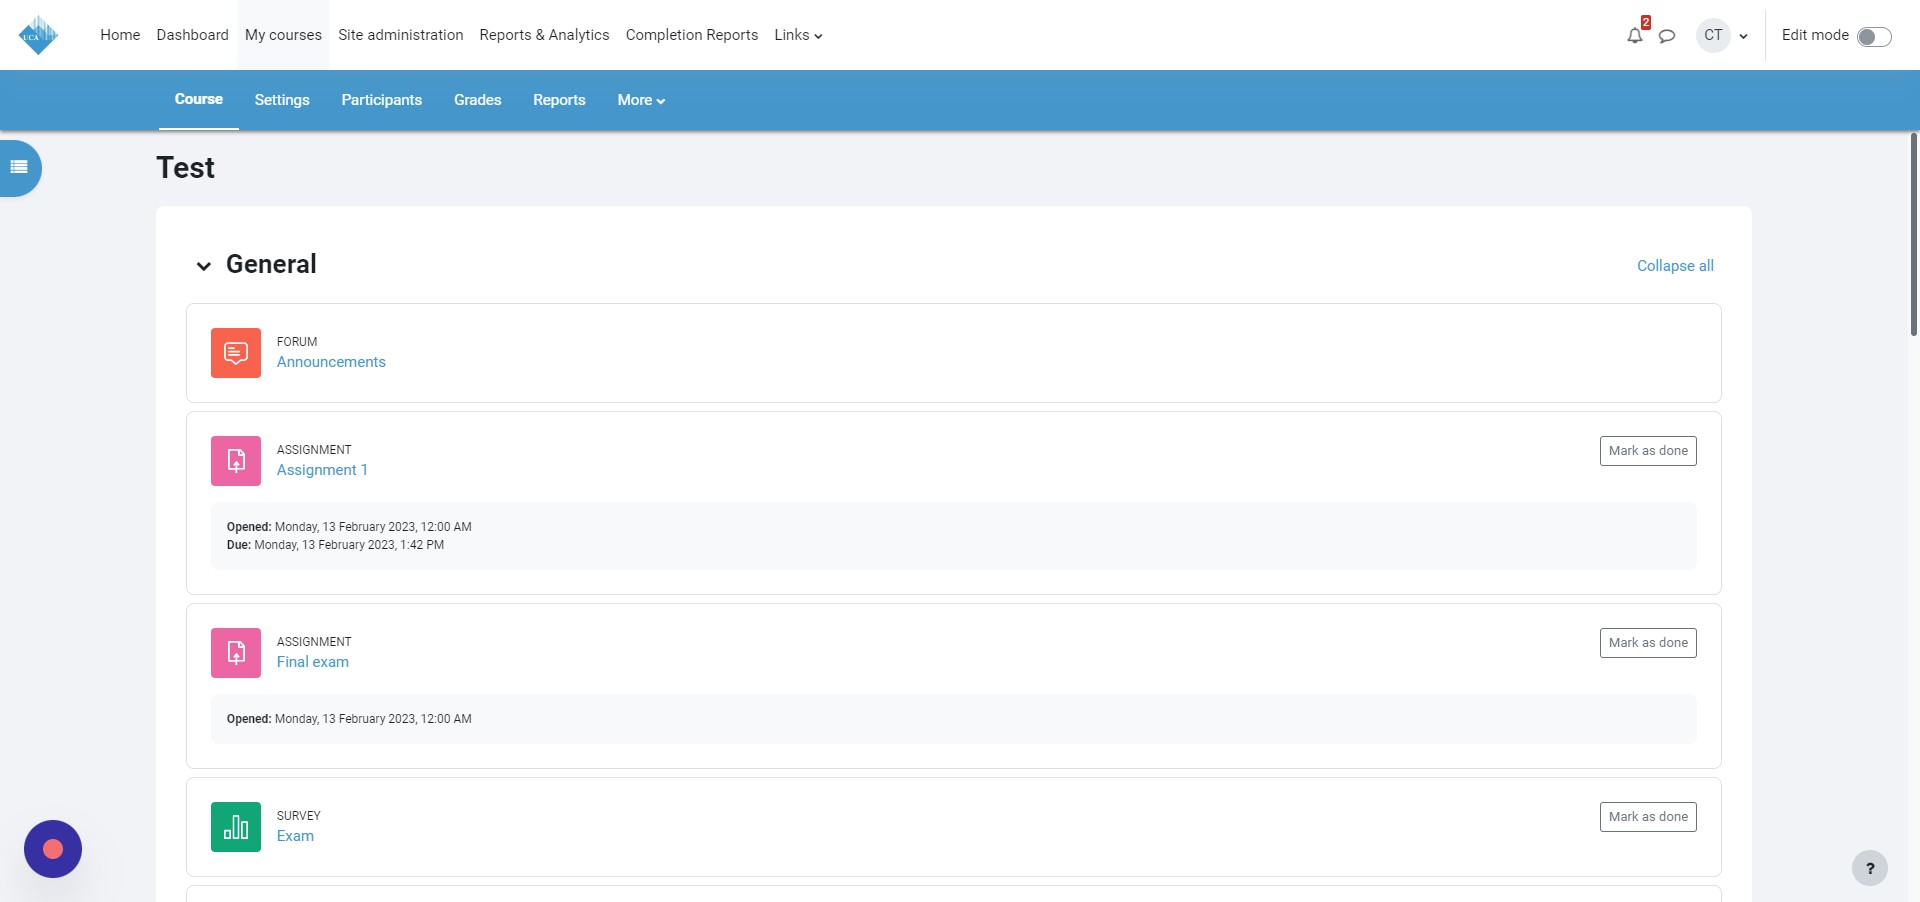 UCA
Home Dashboard My courses Site administration Reports & Analytics Completion Reports Links 2 CT Edit mode
Course Settings Participants Grades Reports More
Test
General Collapse all
FORUM
Announcements
ASSIGNMENT
Assignment 1
Mark as done
Opened: Monday, 13 February 2023, 12:00 AM
Due: Monday, 13 February 2023, 1:42 PM
ASSIGNMENT
Final exam
Mark as done
Opened: Monday, 13 February 2023, 12:00 AM
SURVEY
Exam
Mark as done
?